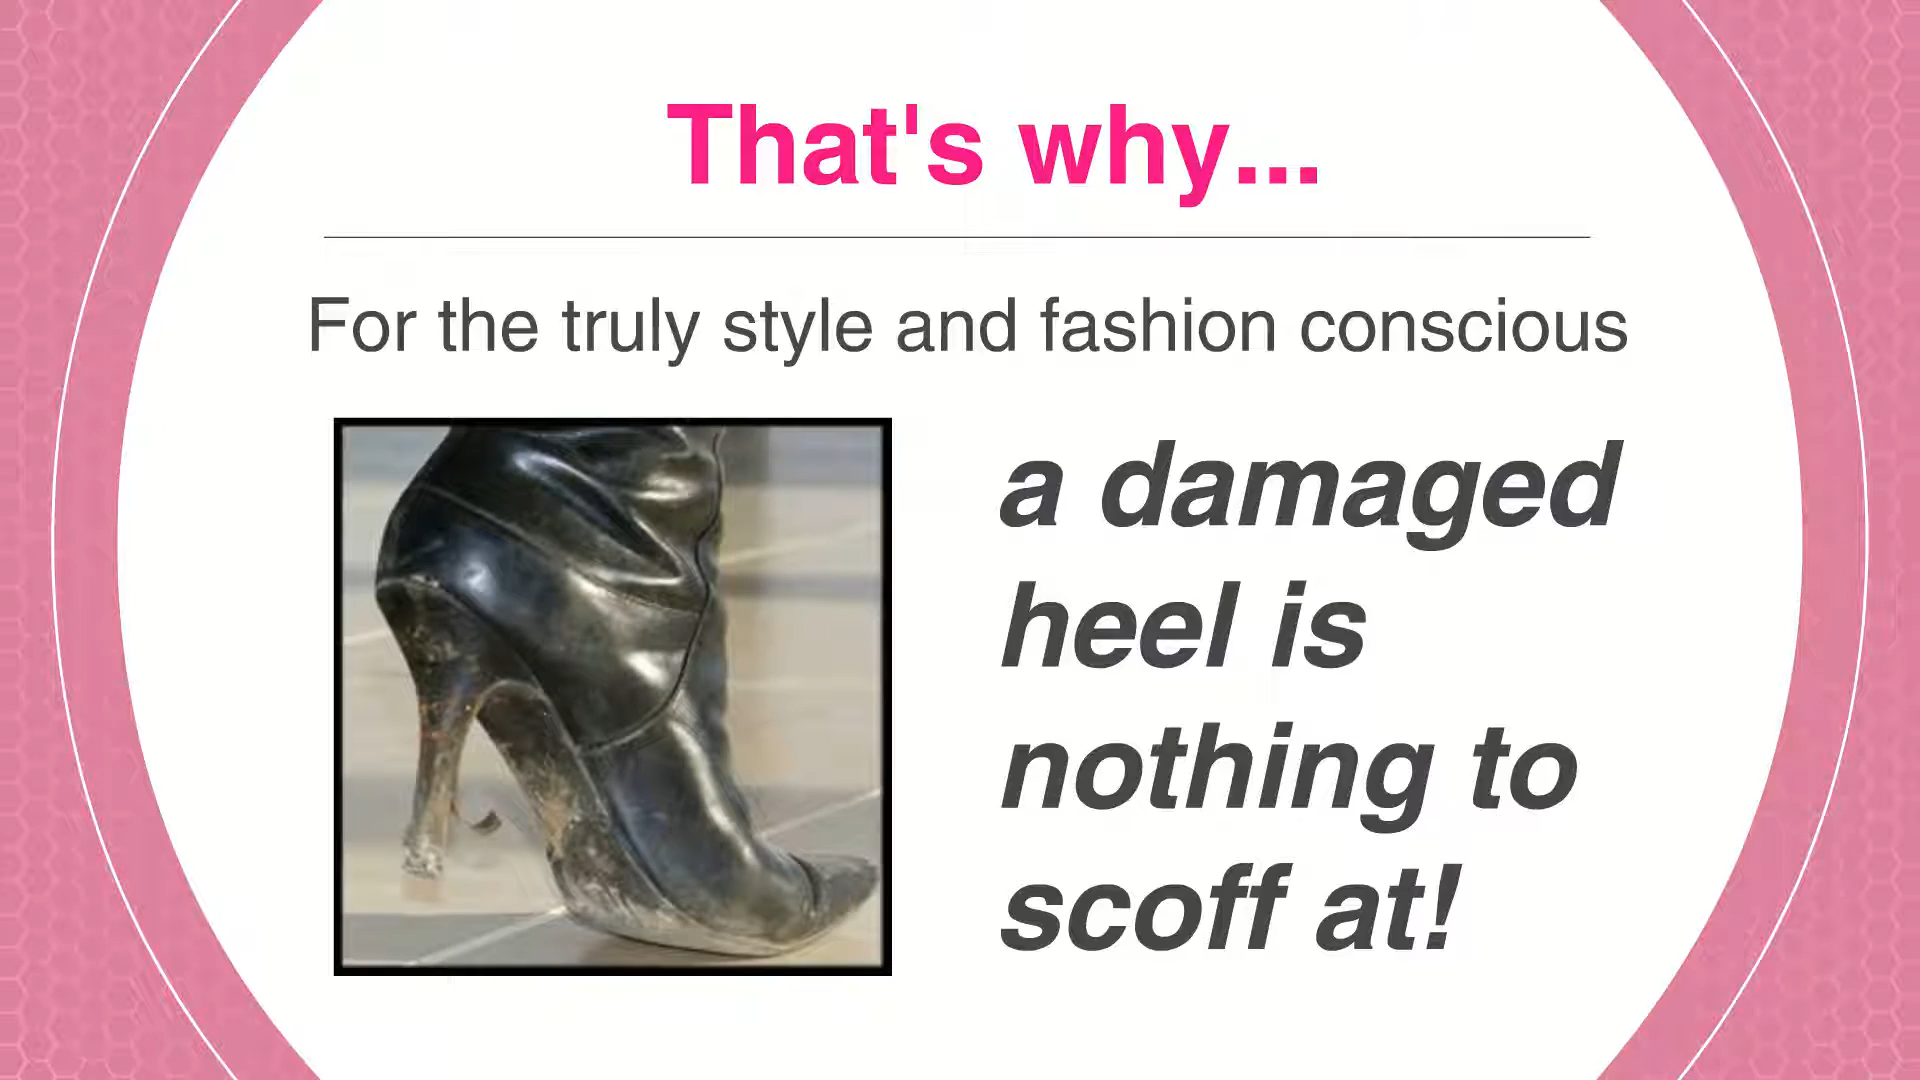 That's why...
For the truly style and fashion conscious
a damaged
heel is
nothing to
scoff at!